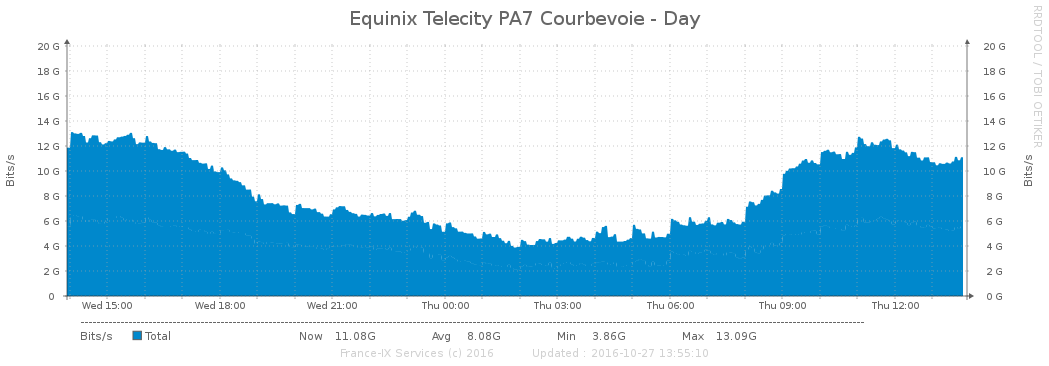 Equinix Telecity PA7 Courbevoie - Day
RRDTOOL / TOBI OETIKER
Bits/s
20 G 20 G
18 G 18 G
16 G 16 G
14 G 14 G
12 G 12 G
10 G 10 G
8 G 8 G
6 G 6 G
4 G 4 G
2 G 2 G
0 0 G
Bits/s
Wed 15:00 Wed 18:00 Wed 21:00 Thu 00:00 Thu 03:00 Thu 06:00 Thu 09:00 Thu 12:00
Bits/s Total Now 11.08G Avg 8.08G Min 3.86G Max 13.09G
France-IX Services (c) 2016 Updated : 2016-10-27 13:55:10